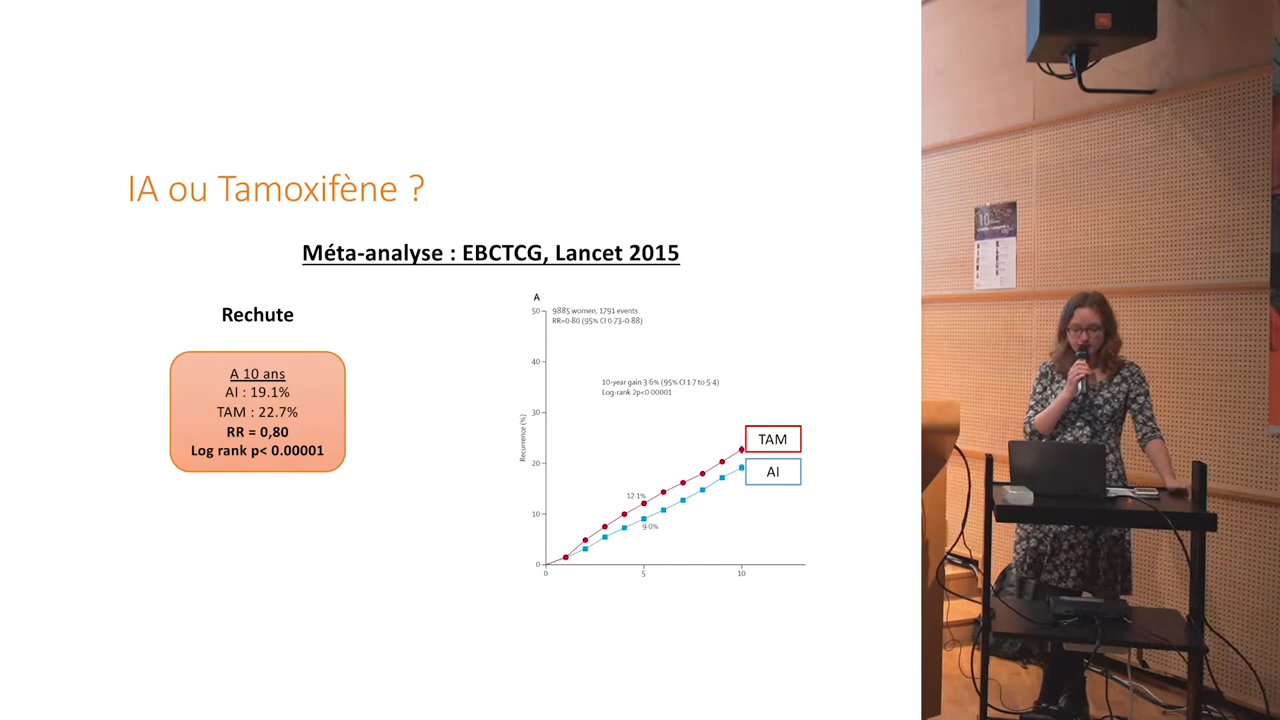 IA ou Tamoxifène ?
Méta-analyse : EBCTCG, Lancet 2015
Rechute
A 10 ans
AI : 19.1%
TAM : 22.7%
RR = 0,80
Log rank p< 0.00001
A
9885 women, 1791 events
RR=0·80 (95% CI 0·73–0·88)
10-year gain 3·6% (95% CI 1·7 to 5·4)
Log-rank 2p<0·00001
Recurrence (%)
50
40
30
20
10
0
12·1%
9·0%
TAM
AI
0
5
10
JBL
10